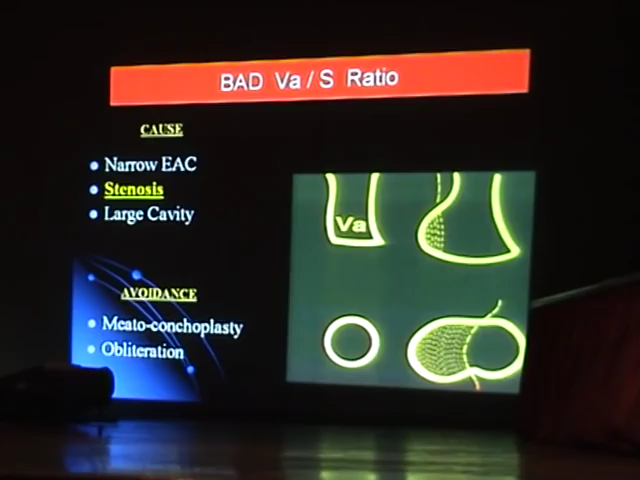 BAD Va / S Ratio
CAUSE
Narrow EAC
Stenosis
Large Cavity
Va
AVOIDANCE
Meato-conchoplasty
Obliteration